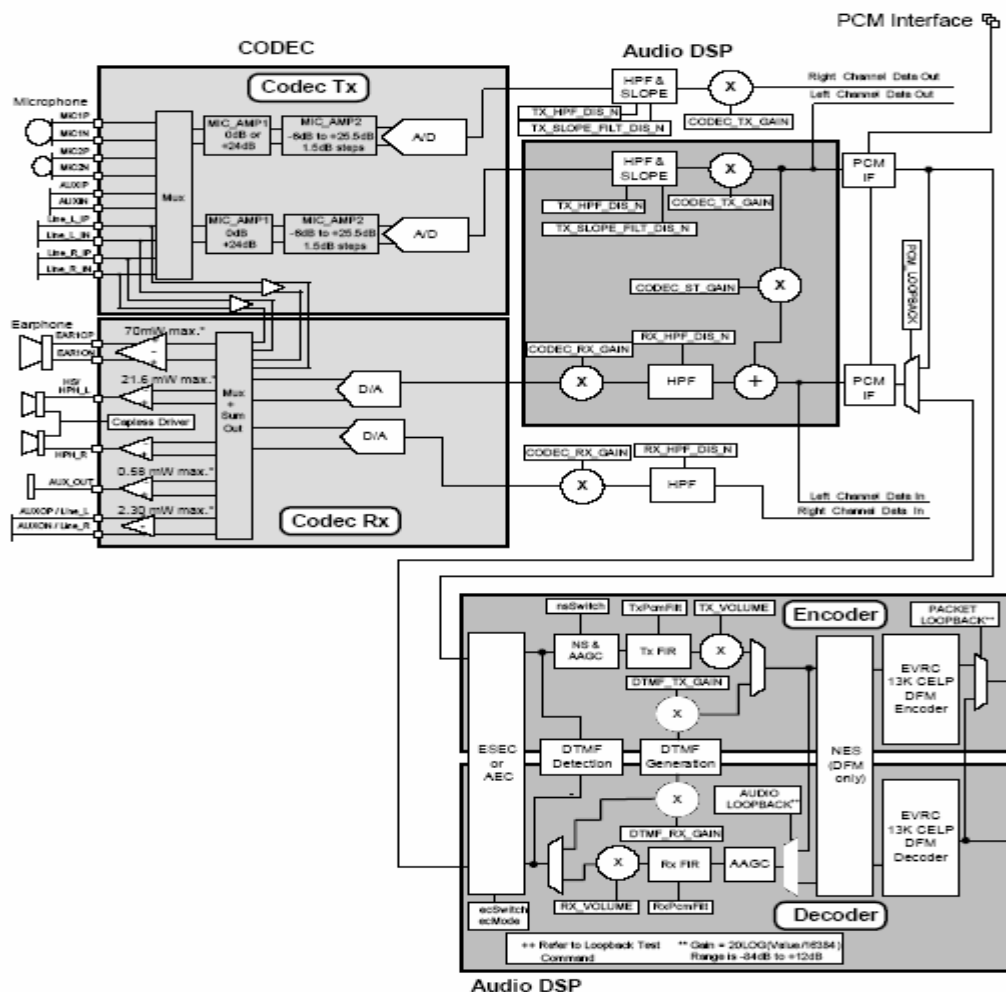 PCM Interface
CODEC
Audio DSP
Codec Tx
HPF &
SLOPE
X
Right Channel Data Out
Left Channel Data Out
TX_HPF_DIS_N
TX_SLOPE_FILT_DIS_N
CODEC_TX_GAIN
Microphone
MIC1P
MIC1N
MIC2P
MIC2N
AUXIP
AUXIN
Line_L_IP
Line_L_IN
Line_R_IP
Line_R_IN
Mux
MIC_AMP1
0dB or
+24dB
MIC_AMP2
-6dB to +25.5dB
1.5dB steps
A/D
MIC_AMP1
0dB
+24dB
MIC_AMP2
-6dB to +25.5dB
1.5dB steps
A/D
HPF &
SLOPE
X
PCM
IF
TX_HPF_DIS_N
CODEC_TX_GAIN
TX_SLOPE_FILT_DIS_N
CODEC_ST_GAIN
X
PCM_LOOPBACK
Earphone
EAR1OP
EAR1ON
70mW max.*
HS/
HPH_L
21.6 mW max.*
Capless Driver
HPH_R
0.56 mW max.*
AUX_OUT
2.30 mW max.*
AUXOP / Line_L
AUXON / Line_R
Mux
+
Sum
Out
D/A
D/A
Codec Rx
CODEC_RX_GAIN
RX_HPF_DIS_N
X
HPF
+
PCM
IF
CODEC_RX_GAIN
RX_HPF_DIS_N
X
HPF
Left Channel Data In
Right Channel Data In
nsSwitch
TxPcmFilt
TX_VOLUME
Encoder
PACKET
LOOPBACK**
NS &
AAGC
Tx FIR
X
DTMF_TX_GAIN
X
EVRC
13K CELP
DFM
Encoder
ESEC
or
AEC
DTMF
Detection
DTMF
Generation
NES
(DFM
only)
X
AUDIO
LOOPBACK**
DTMF_RX_GAIN
EVRC
13K CELP
DFM
Decoder
X
Rx FIR
AAGC
RX_VOLUME
RxPcmFilt
Decoder
ecSwitch
ecMode
++ Refer to Loopback Test
Command
** Gain = 20LOG(Value/16384)
Range is -84dB to +12dB
Audio DSP